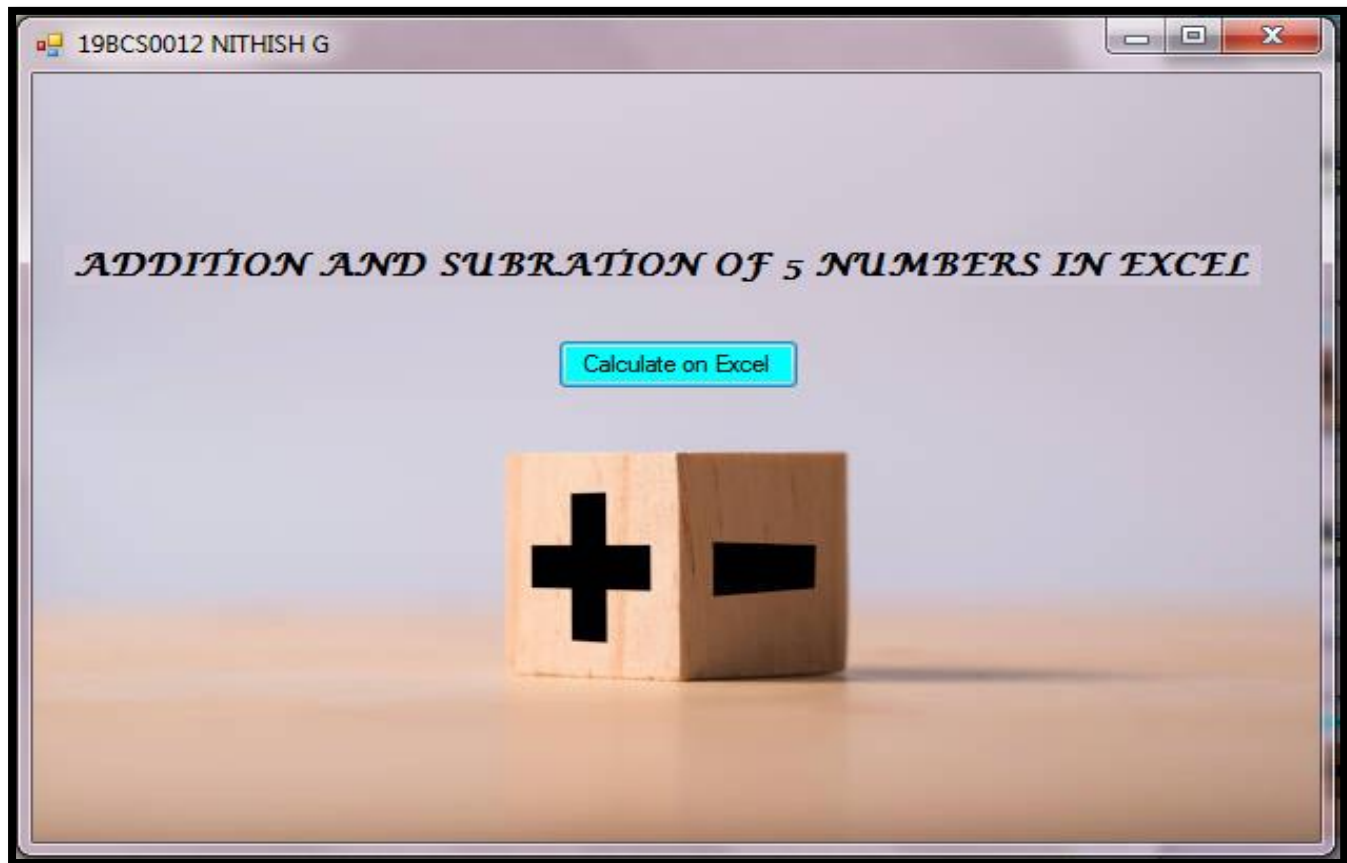 19BCS0012 NITHISH G
ADDITION AND SUBRATION OF 5 NUMBERS IN EXCEL
Calculate on Excel